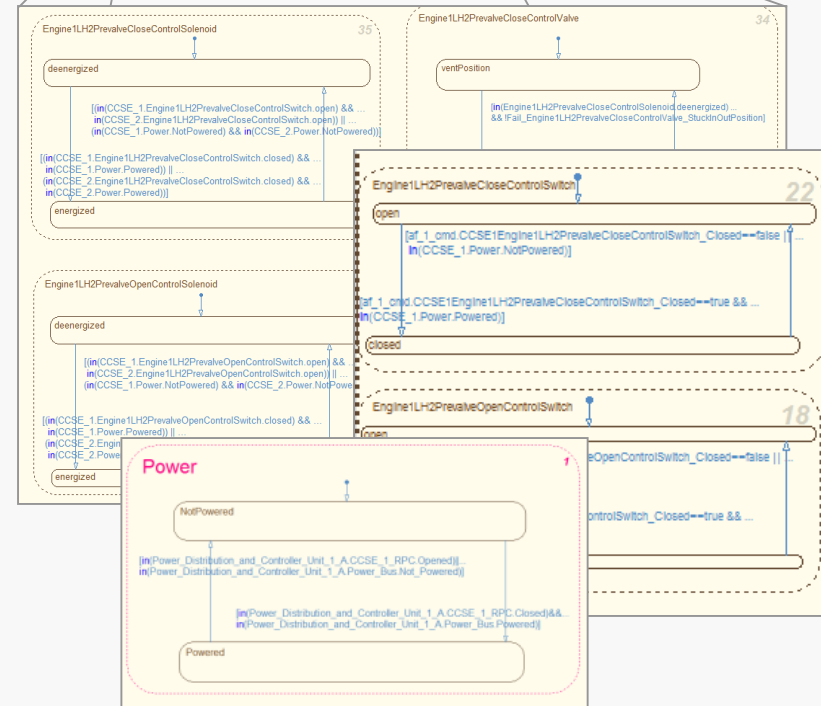 Engine1LH2PrevalveCloseControlSolenoid
35
deenergized
[(in(CCSE_1.Engine1LH2PrevalveCloseControlSwitch.open) && ...
in(CCSE_2.Engine1LH2PrevalveCloseControlSwitch.open)) || ...
(in(CCSE_1.Power.NotPowered) && in(CCSE_2.Power.NotPowered))]
[(in(CCSE_1.Engine1LH2PrevalveCloseControlSwitch.closed) && ...
in(CCSE_1.Power.Powered)) || ...
(in(CCSE_2.Engine1LH2PrevalveCloseControlSwitch.closed) && ...
in(CCSE_2.Power.Powered))]
energized
Engine1LH2PrevalveCloseControlValve
34
ventPosition
[in(Engine1LH2PrevalveCloseControlSolenoid.deenergized) ...
&& !Fail_Engine1LH2PrevalveCloseControlValve_StuckInOutPosition]
Engine1LH2PrevalveCloseControlSwitch
22
open
[af_1_cmd.CCSE1Engine1LH2PrevalveCloseControlSwitch_Closed==false || ...
in(CCSE_1.Power.NotPowered)]
[af_1_cmd.CCSE1Engine1LH2PrevalveCloseControlSwitch_Closed==true && ...
in(CCSE_1.Power.Powered)]
closed
Engine1LH2PrevalveOpenControlSolenoid
deenergized
[(in(CCSE_1.Engine1LH2PrevalveOpenControlSwitch.open) && ...
in(CCSE_2.Engine1LH2PrevalveOpenControlSwitch.open)) || ...
(in(CCSE_1.Power.NotPowered) && in(CCSE_2.Power.NotPowe
[(in(CCSE_1.Engine1LH2PrevalveOpenControlSwitch.closed) && ...
in(CCSE_1.Power.Powered)) || ...
(in(CCSE_2.Engin
in(CCSE_2.Powe
energized
Engine1LH2PrevalveOpenControlSwitch
18
open
eOpenControlSwitch_Closed==false || ...
ontrolSwitch_Closed==true && ...
Power
1
NotPowered
[in(Power_Distribution_and_Controller_Unit_1_A.CCSE_1_RPC.Opened)||...
in(Power_Distribution_and_Controller_Unit_1_A.Power_Bus.Not_Powered)]
[in(Power_Distribution_and_Controller_Unit_1_A.CCSE_1_RPC.Closed)&&...
in(Power_Distribution_and_Controller_Unit_1_A.Power_Bus.Powered)]
Powered